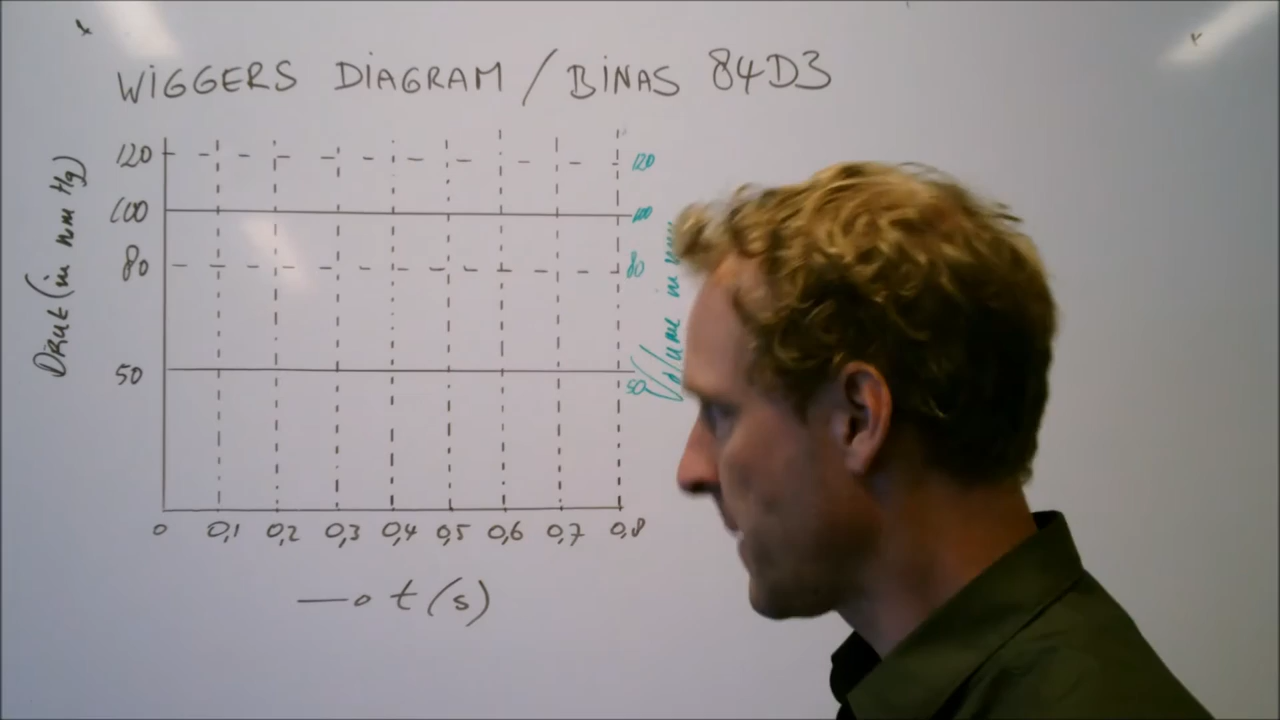 WIGGERS DIAGRAM / BINAS 84D3
Druk (in mm Hg)
120
100
80
50
120
100
80
50
Volume in
0 0,1 0,2 0,3 0,4 0,5 0,6 0,7 0,8
t (s)